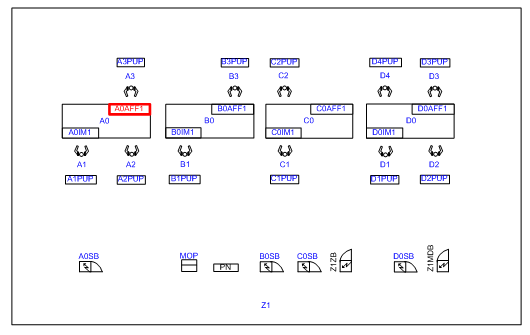 A3PUP B3PUP C2PUP D4PUP D3PUP
A3 B3 C2 D4 D3
A0AFF1 B0AFF1 C0AFF1 D0AFF1
A0 B0 C0 D0
A0IM1 B0IM1 C0IM1 D0IM1
A1 A2 B1 C1 D1 D2
A1PUP A2PUP B1PUP C1PUP D1PUP D2PUP
A0SB MOP B0SB C0SB Z1ZB D0SB Z1MDB
PN
Z1